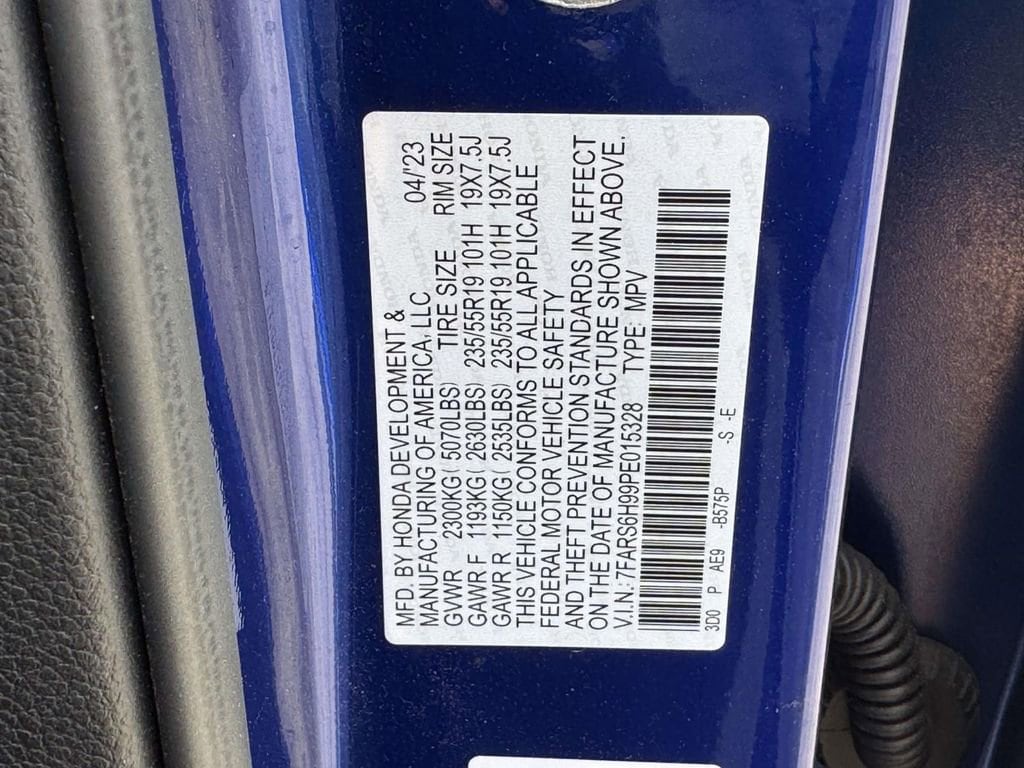 MFD. BY HONDA DEVELOPMENT &
MANUFACTURING OF AMERICA, LLC 04/'23
GVWR 2300KG( 5070LBS) TIRE SIZE RIM SIZE
GAWR F 1193KG( 2630LBS) 235/55R19 101H 19X7.5J
GAWR R 1150KG( 2535LBS) 235/55R19 101H 19X7.5J
THIS VEHICLE CONFORMS TO ALL APPLICABLE
FEDERAL MOTOR VEHICLE SAFETY
AND THEFT PREVENTION STANDARDS IN EFFECT
ON THE DATE OF MANUFACTURE SHOWN ABOVE.
V.I.N.: 7FARS6H99PE015328 TYPE: MPV
3D0 P AE9 -B575P -S -E